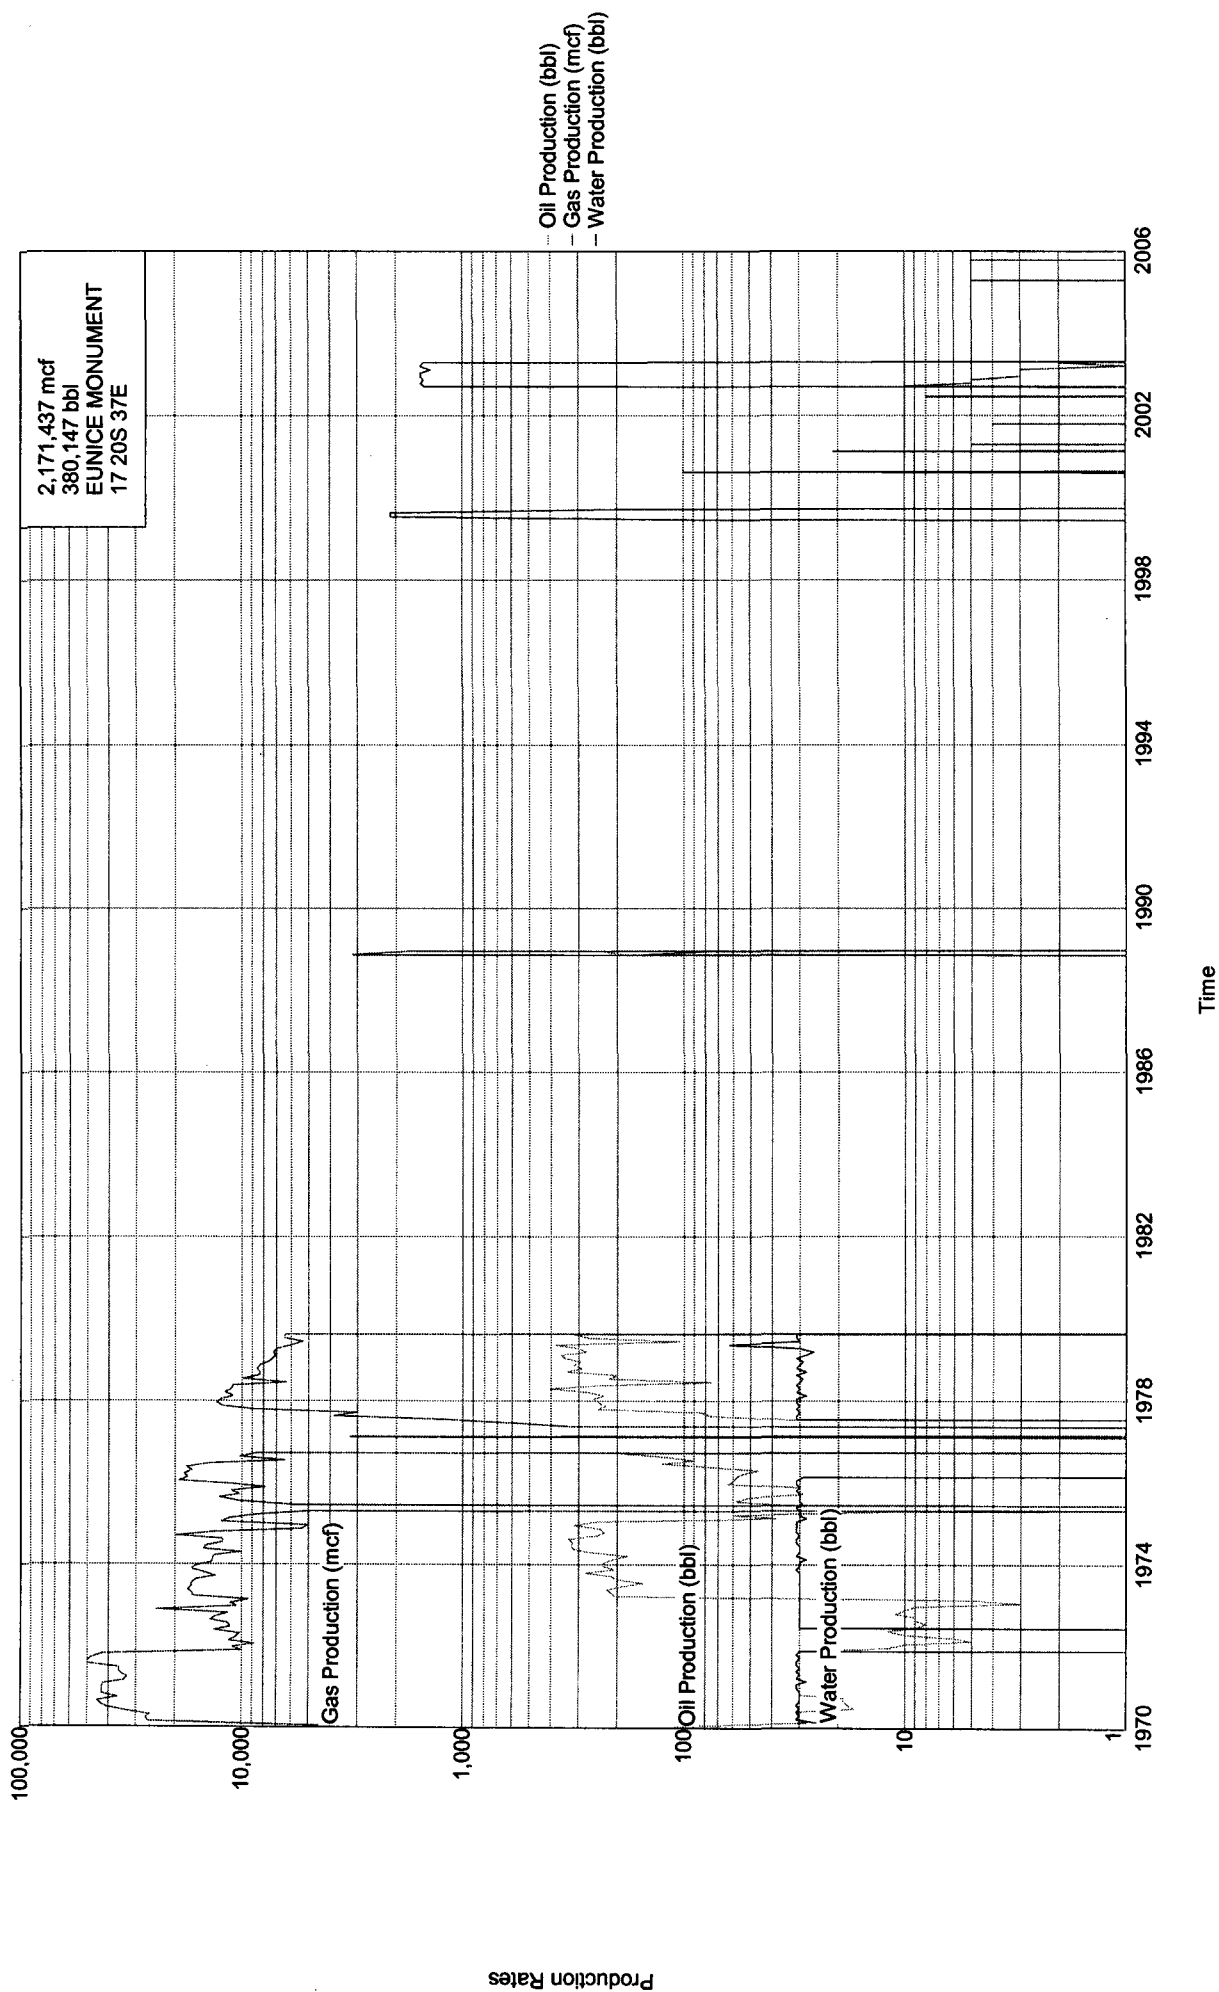 2,171,437 mcf
380,147 bbl
EUNICE MONUMENT
17 20S 37E
Oil Production (bbl)
Gas Production (mcf)
Water Production (bbl)
Production Rates
100,000
10,000
1,000
100
10
1
Gas Production (mcf)
Oil Production (bbl)
Water Production (bbl)
1970
1974
1978
1982
1986
1990
1994
1998
2002
2006
Time